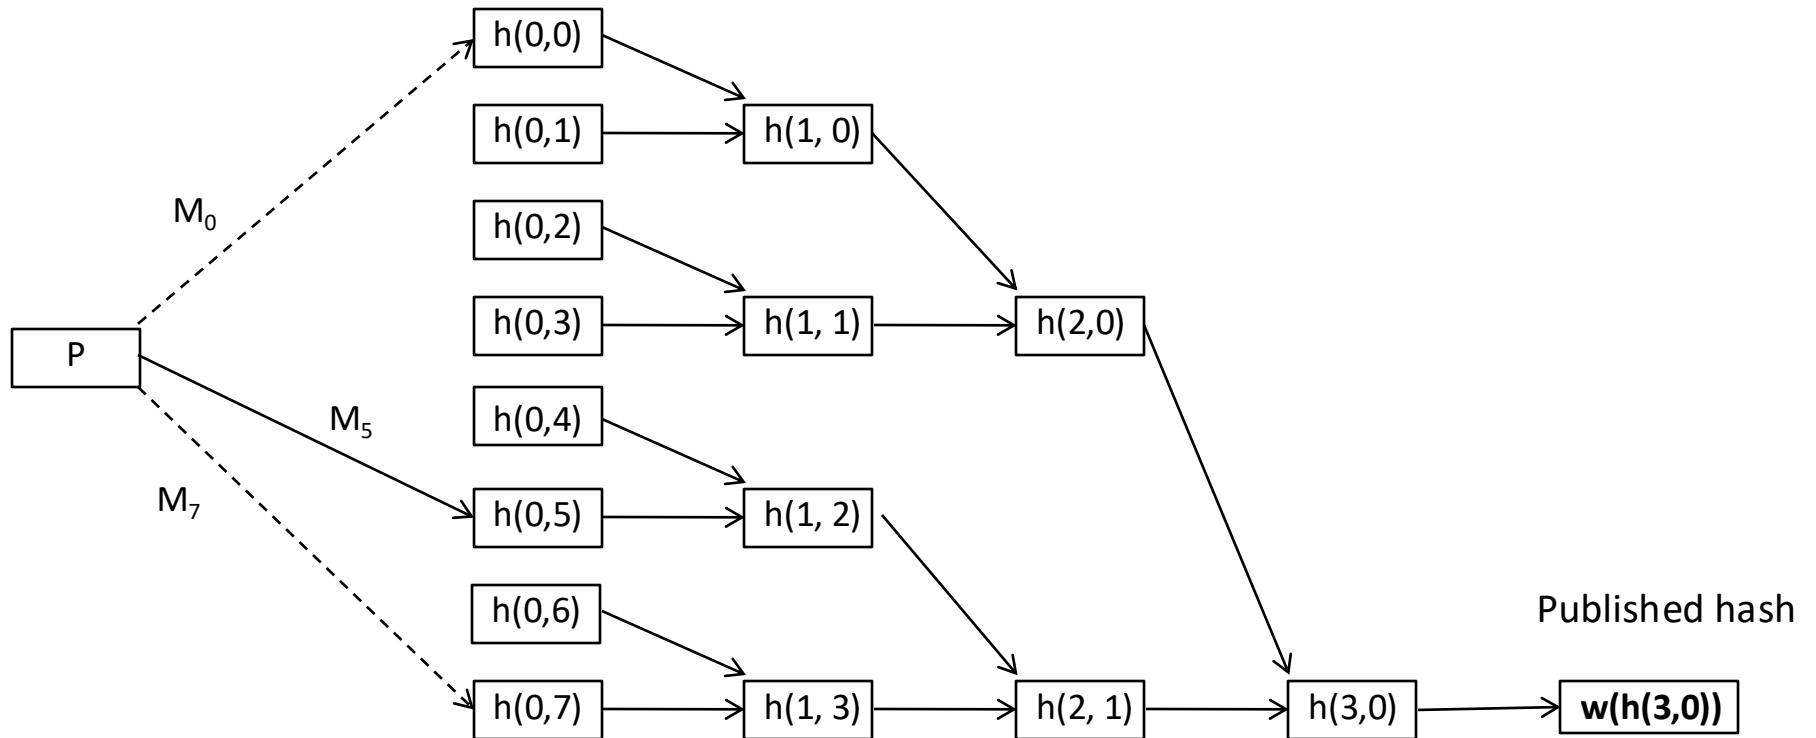 h(0,0)
h(0,1)
h(1, 0)
M₀
h(0,2)
h(0,3)
h(1, 1)
h(2,0)
P
h(0,4)
M₅
M₇
h(0,5)
h(1, 2)
h(0,6)
Published hash
h(0,7)
h(1, 3)
h(2, 1)
h(3,0)
w(h(3,0))